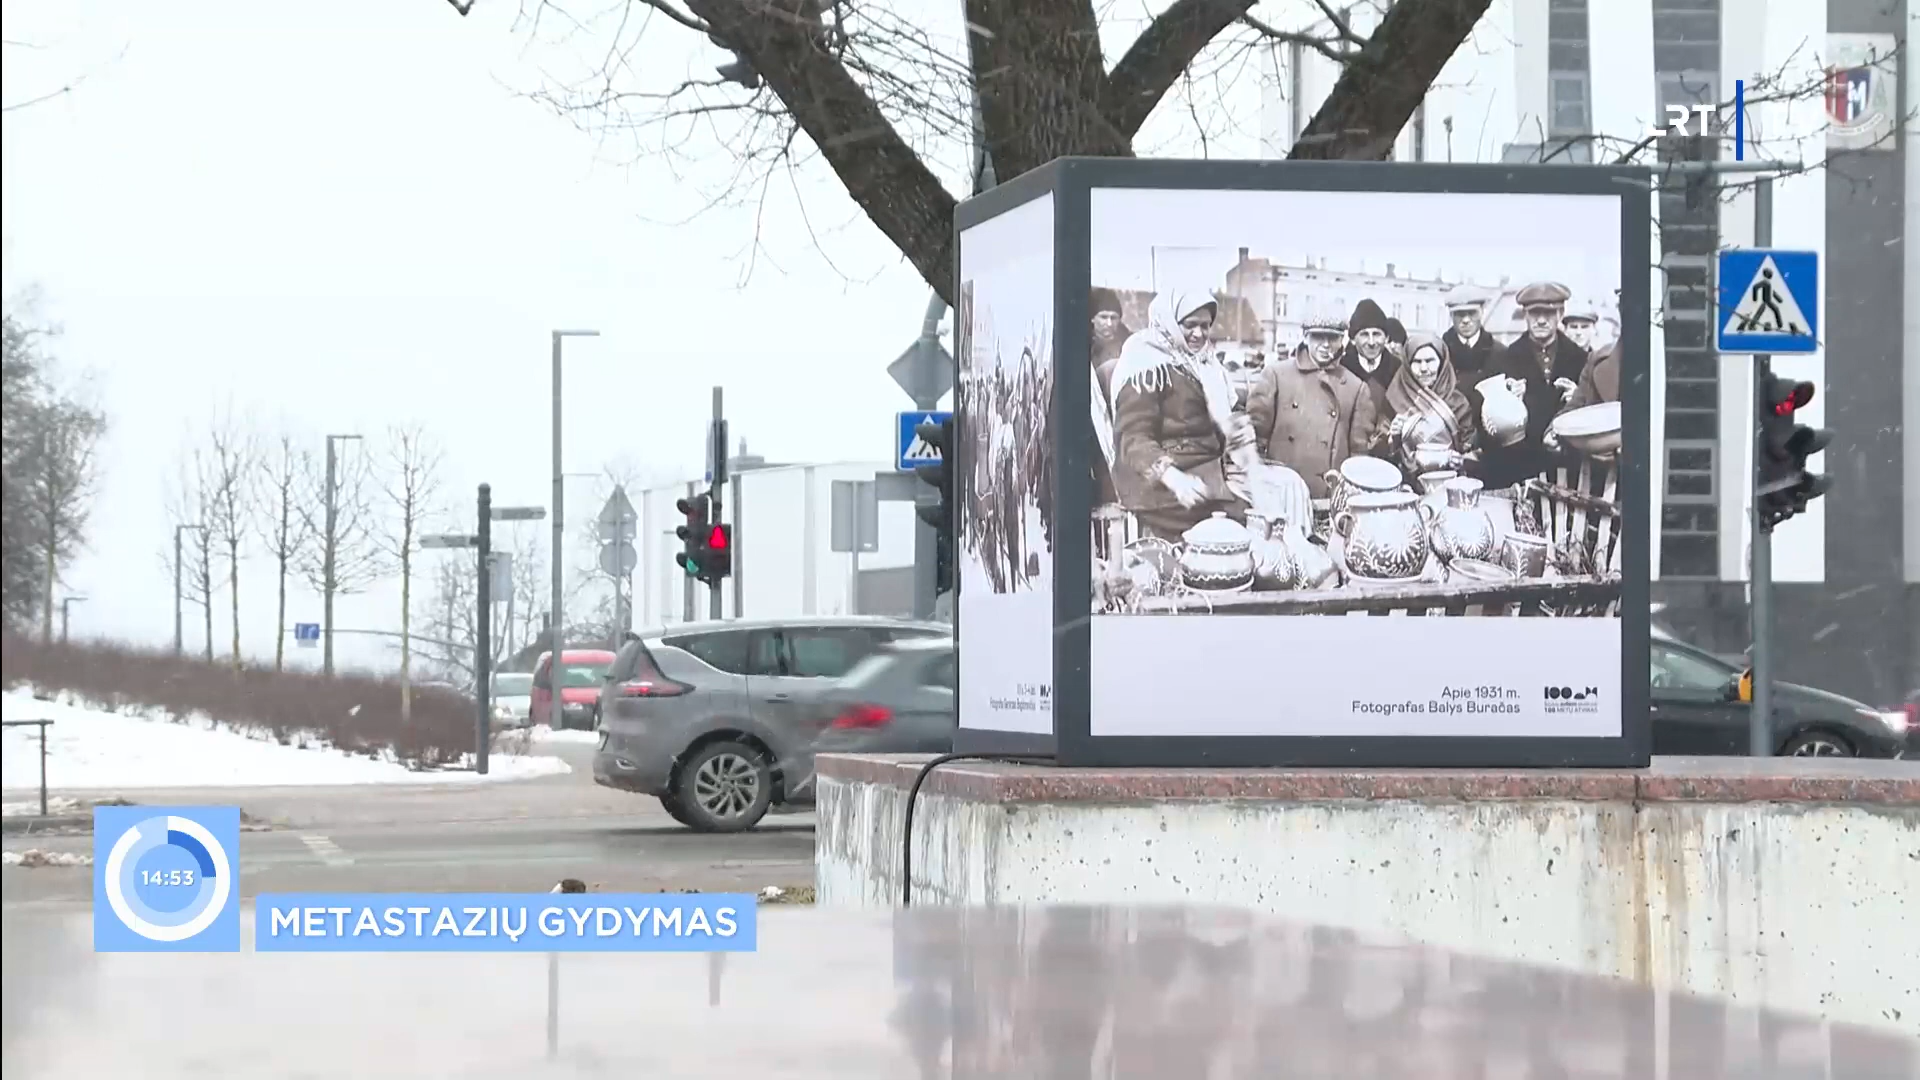 LRT
Apie 1931 m.
Fotografas Balys Buračas
14:53
METASTAZIŲ GYDYMAS